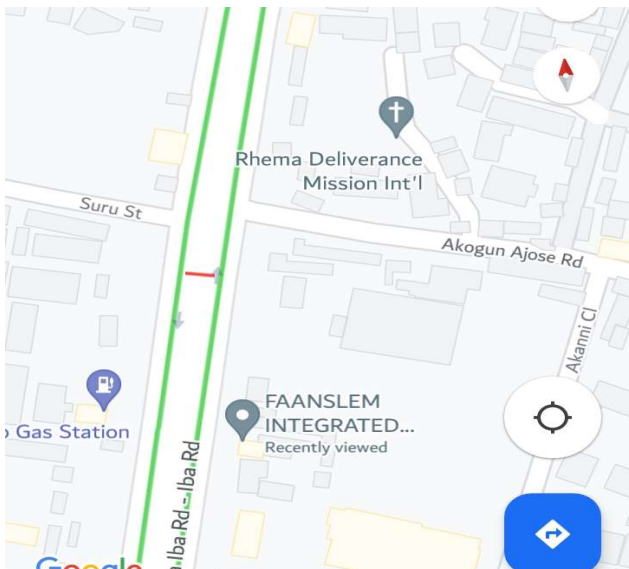 Rhema Deliverance
Mission Int'l
Suru St
Akogun Ajose Rd
Akanni Cl
Gas Station
FAANSLEM
INTEGRATED...
Recently viewed
Iba Rd - Iba Rd
Google